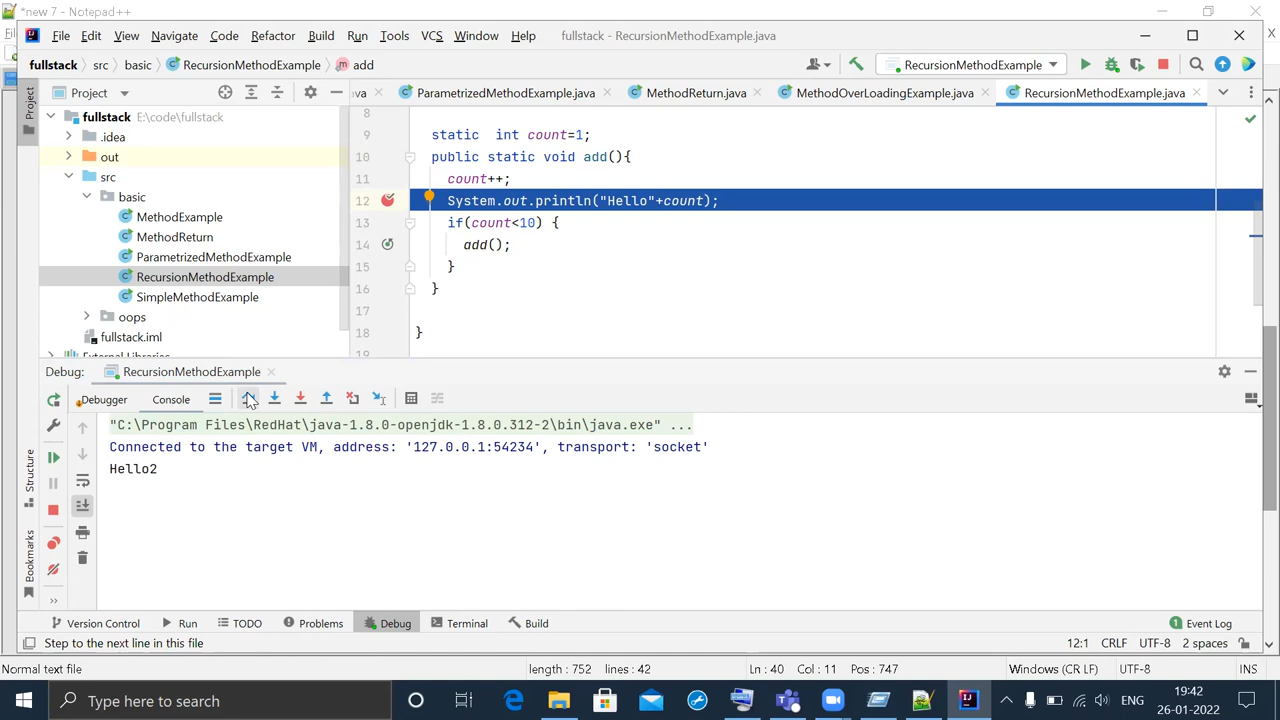 *new 7 - Notepad++
File Edit View Navigate Code Refactor Build Run Tools VCS Window Help fullstack - RecursionMethodExample.java
fullstack src basic RecursionMethodExample add RecursionMethodExample
Project Project va ParametrizedMethodExample.java MethodReturn.java MethodOverLoadingExample.java RecursionMethodExample.java
fullstack E:\code\fullstack
.idea
out
src
basic
MethodExample
MethodReturn
ParametrizedMethodExample
RecursionMethodExample
SimpleMethodExample
oops
fullstack.iml
External Libraries
8
9 static int count=1;
10 public static void add(){
11 count++;
12 System.out.println("Hello"+count);
13 if(count<10) {
14 add();
15 }
16 }
17
18 }
19
Debug: RecursionMethodExample
Debugger Console
"C:\Program Files\RedHat\java-1.8.0-openjdk-1.8.0.312-2\bin\java.exe" ...
Connected to the target VM, address: '127.0.0.1:54234', transport: 'socket'
Hello2
Structure
Bookmarks
Version Control Run TODO Problems Debug Terminal Build 1 Event Log
Step to the next line in this file 12:1 CRLF UTF-8 2 spaces
Normal text file length : 752 lines : 42 Ln : 40 Col : 11 Pos : 747 Windows (CR LF) UTF-8 INS
Type here to search ENG 19:42
26-01-2022